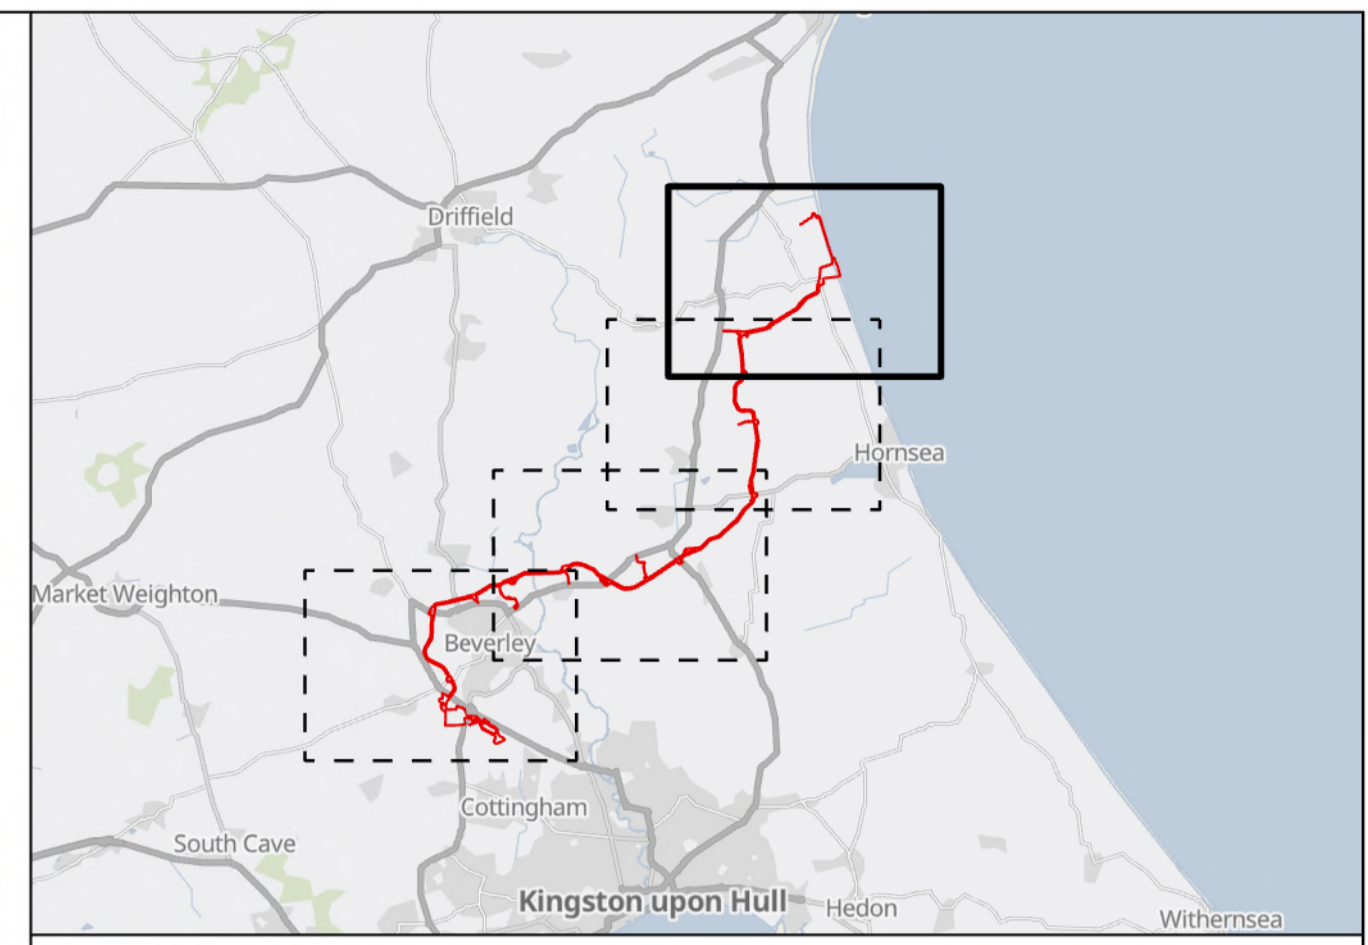 Driffield
Hornsea
Market Weighton
Beverley
Cottingham
South Cave
Kingston upon Hull
Hedon
Withernsea